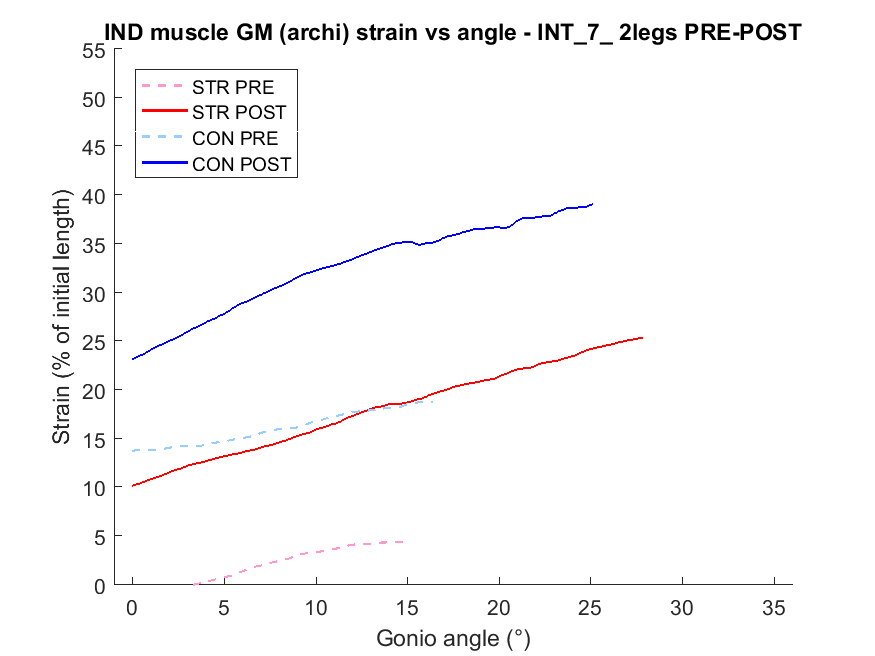 IND muscle GM (archi) strain vs angle - INT_7_ 2legs PRE-POST
55
50
45
40
35
30
25
20
15
10
5
0
Strain (% of initial length)
STR PRE
STR POST
CON PRE
CON POST
0 5 10 15 20 25 30 35
Gonio angle (°)